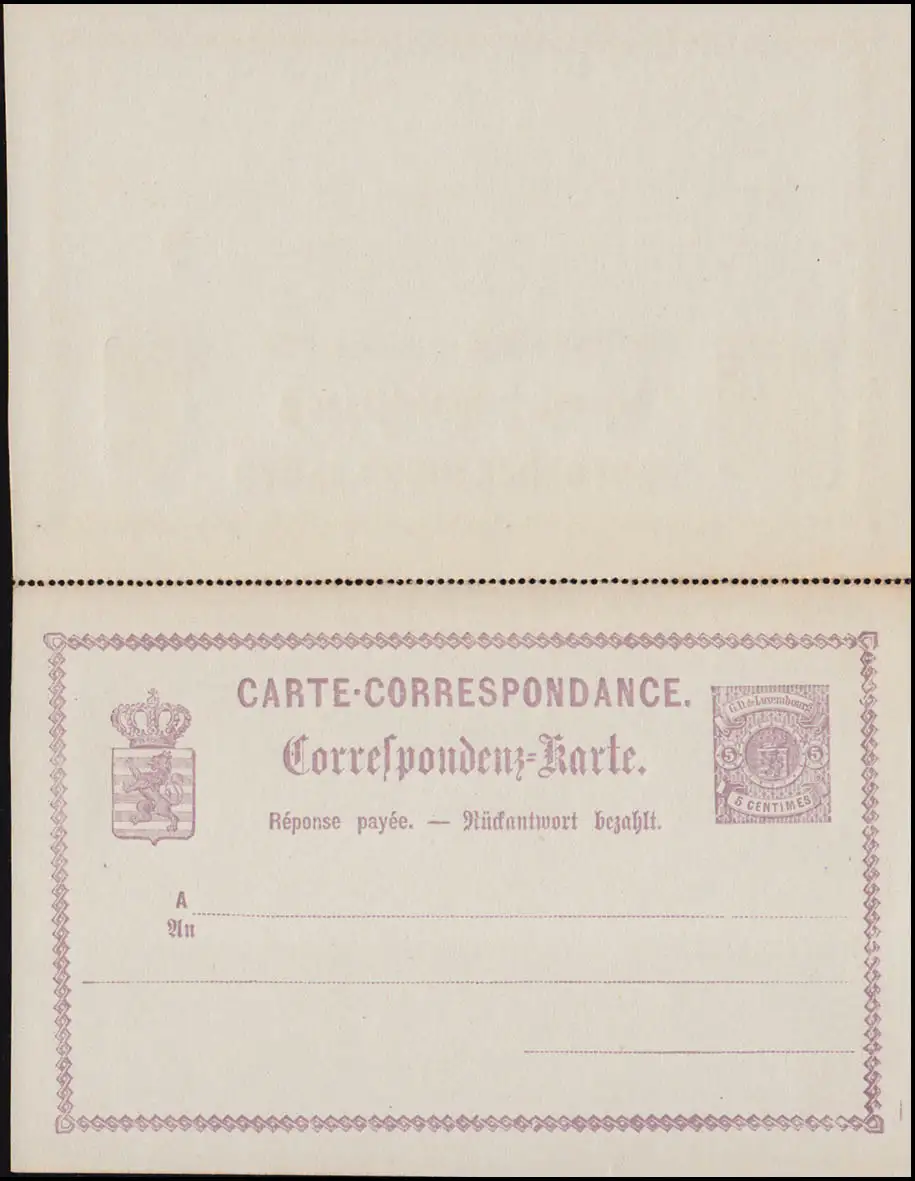 CARTE-CORRESPONDANCE.
Correſpondenz-Karte.
Réponse payée. — Rückantwort bezahlt.
G. D. de Luxembourg
5 5
5 CENTIMES
A
An